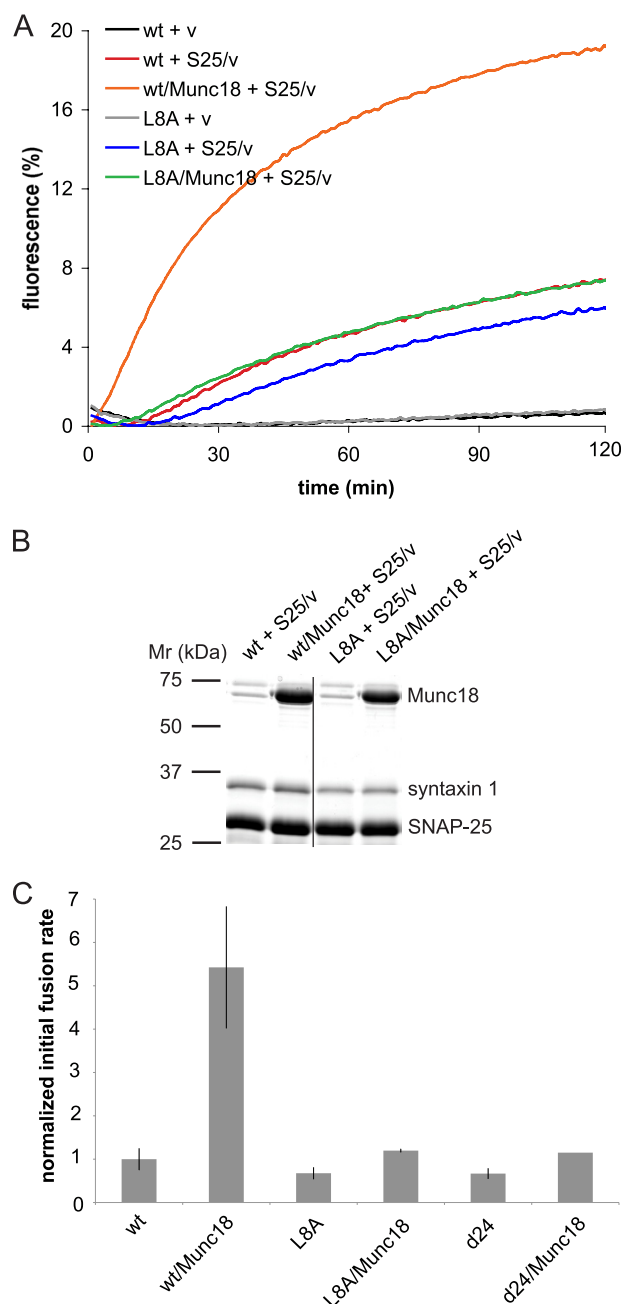 A
20
16
12
8
4
0
fluorescence (%)
wt + v
wt + S25/v
wt/Munc18 + S25/v
L8A + v
L8A + S25/v
L8A/Munc18 + S25/v
0 30 60 90 120
time (min)
B
Mr (kDa)
wt + S25/v
wt/Munc18+ S25/v
L8A + S25/v
L8A/Munc18 + S25/v
75
50
37
25
Munc18
syntaxin 1
SNAP-25
C
7
6
5
4
3
2
1
0
normalized initial fusion rate
wt
wt/Munc18
L8A
L8A/Munc18
d24
d24/Munc18